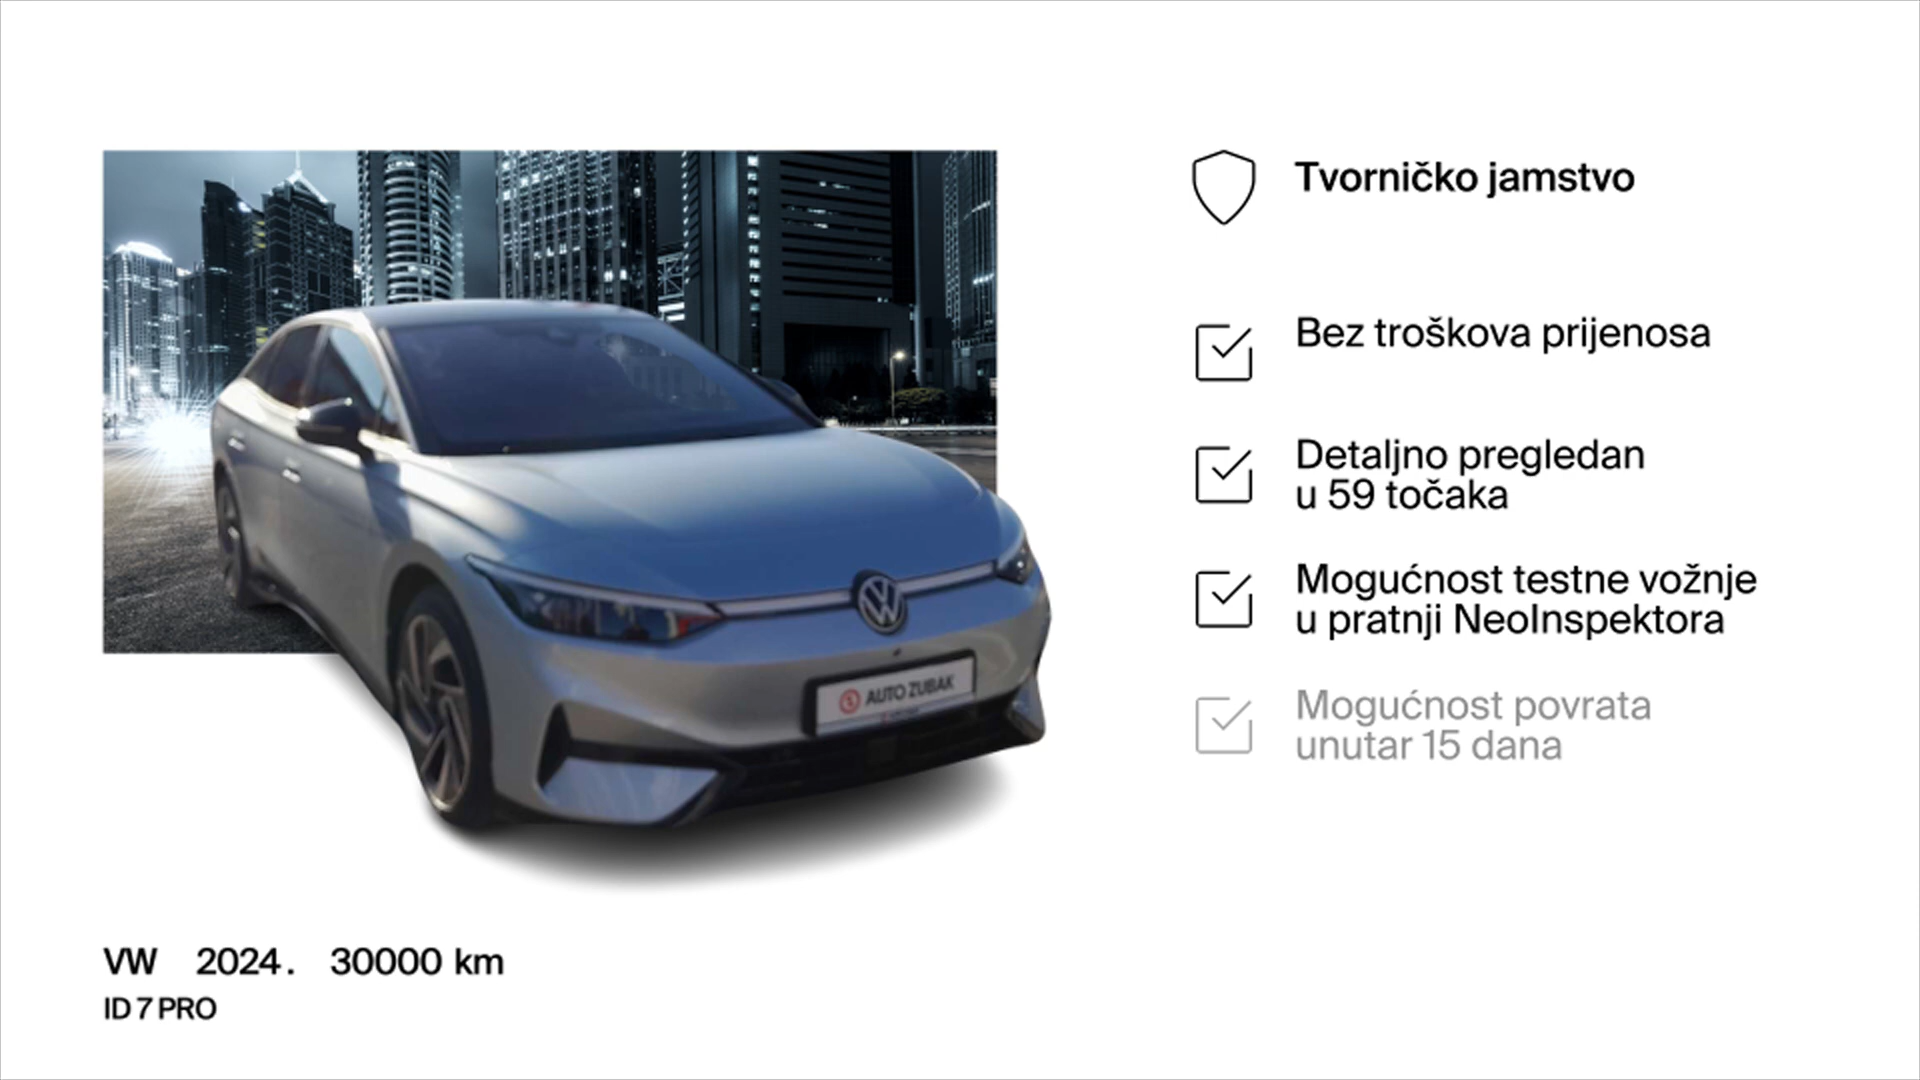 Tvorničko jamstvo
Bez troškova prijenosa
Detaljno pregledan
u 59 točaka
Mogućnost testne vožnje
u pratnji NeoInspektora
Mogućnost povrata
unutar 15 dana
AUTO ZUBAK
VW 2024. 30000 km
ID 7 PRO